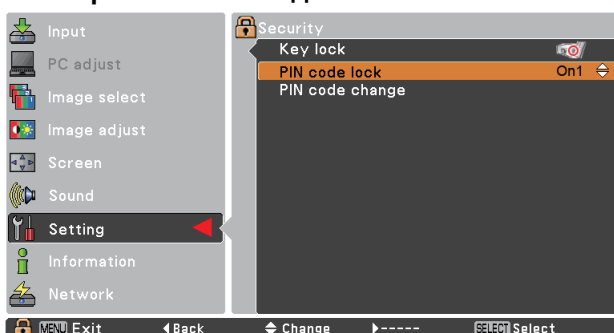 Input
PC adjust
Image select
Image adjust
Screen
Sound
Setting
Information
Network
Security
Key lock
PIN code lock On1
PIN code change
MENU Exit Back Change ----- SELECT Select